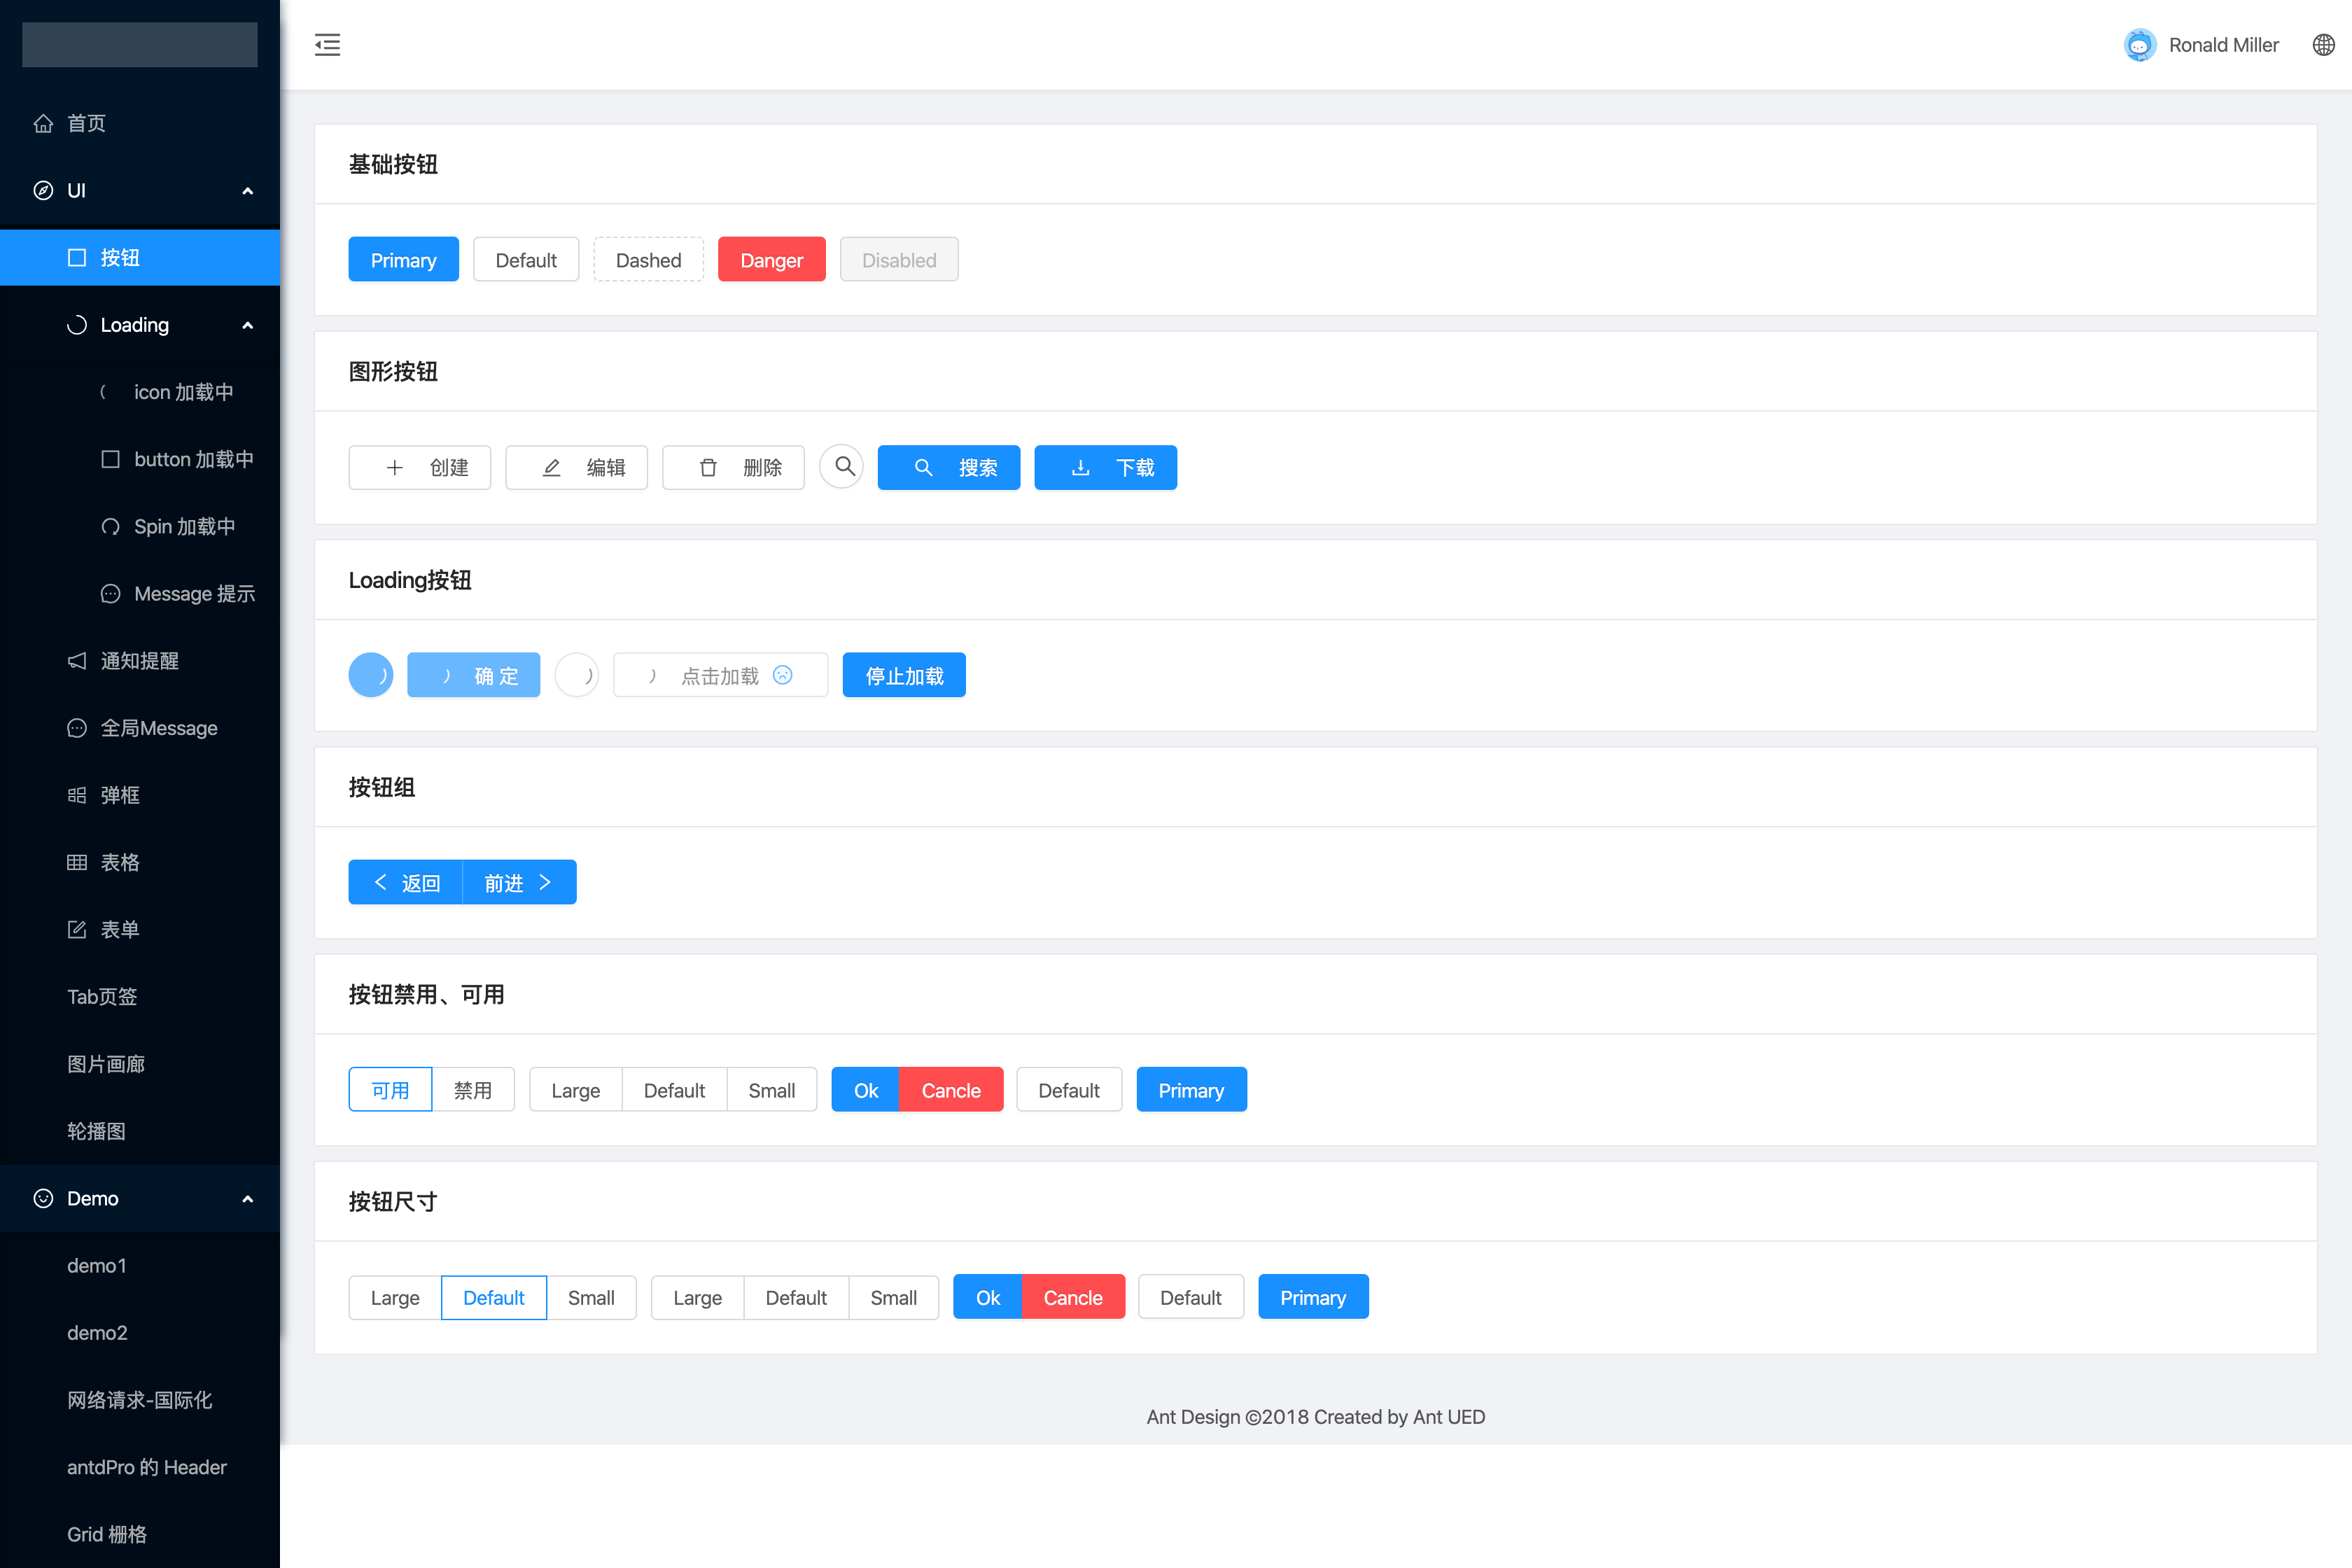 Ronald Miller
首页
UI
按钮
Loading
icon 加载中
button 加载中
Spin 加载中
Message 提示
通知提醒
全局Message
弹框
表格
表单
Tab页签
图片画廊
轮播图
Demo
demo1
demo2
网络请求-国际化
antdPro 的 Header
Grid 栅格
基础按钮
Primary Default Dashed Danger Disabled
图形按钮
创建 编辑 删除 搜索 下载
Loading按钮
确 定 点击加载 停止加载
按钮组
返回 前进
按钮禁用、可用
可用 禁用 Large Default Small Ok Cancle Default Primary
按钮尺寸
Large Default Small Large Default Small Ok Cancle Default Primary
Ant Design ©2018 Created by Ant UED